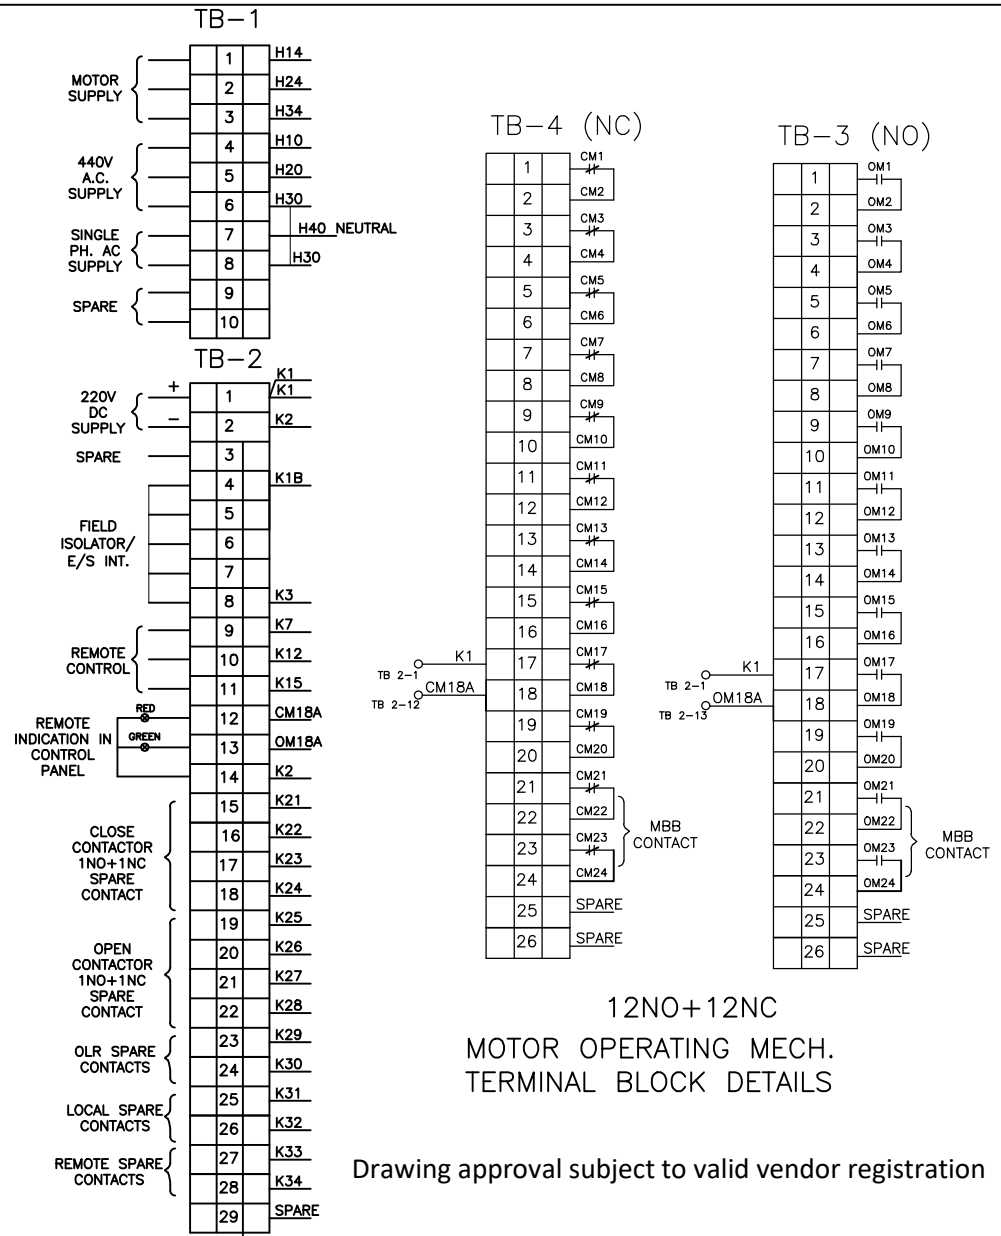 TB-1
MOTOR
SUPPLY
1 H14
2 H24
3 H34
440V
A.C.
SUPPLY
4 H10
5 H20
6 H30
SINGLE
PH. AC
SUPPLY
7 H40 NEUTRAL
8 H30
SPARE
9
10
TB-2
220V
DC
SUPPLY
K1
+ 1 K1
- 2 K2
SPARE 3
FIELD
ISOLATOR/
E/S INT.
4 K1B
5
6
7
8 K3
REMOTE
CONTROL
9 K7
10 K12
11 K15
REMOTE
INDICATION IN
CONTROL
PANEL
RED 12 CM18A
GREEN 13 OM18A
14 K2
CLOSE
CONTACTOR
1NO+1NC
SPARE
CONTACT
15 K21
16 K22
17 K23
18 K24
OPEN
CONTACTOR
1NO+1NC
SPARE
CONTACT
19 K25
20 K26
21 K27
22 K28
OLR SPARE
CONTACTS
23 K29
24 K30
LOCAL SPARE
CONTACTS
25 K31
26 K32
REMOTE SPARE
CONTACTS
27 K33
28 K34
29 SPARE
TB-4 (NC)
1 CM1
2 CM2
3 CM3
4 CM4
5 CM5
6 CM6
7 CM7
8 CM8
9 CM9
10 CM10
11 CM11
12 CM12
13 CM13
14 CM14
15 CM15
16 CM16
TB 2-1 K1 17 CM17
TB 2-12 CM18A 18 CM18
19 CM19
20 CM20
21 CM21
22 CM22
23 CM23
24 CM24
MBB
CONTACT
25 SPARE
26 SPARE
TB-3 (NO)
1 OM1
2 OM2
3 OM3
4 OM4
5 OM5
6 OM6
7 OM7
8 OM8
9 OM9
10 OM10
11 OM11
12 OM12
13 OM13
14 OM14
15 OM15
16 OM16
TB 2-1 K1 17 OM17
TB 2-13 OM18A 18 OM18
19 OM19
20 OM20
21 OM21
22 OM22
23 OM23
24 OM24
MBB
CONTACT
25 SPARE
26 SPARE
12NO+12NC
MOTOR OPERATING MECH.
TERMINAL BLOCK DETAILS
Drawing approval subject to valid vendor registration